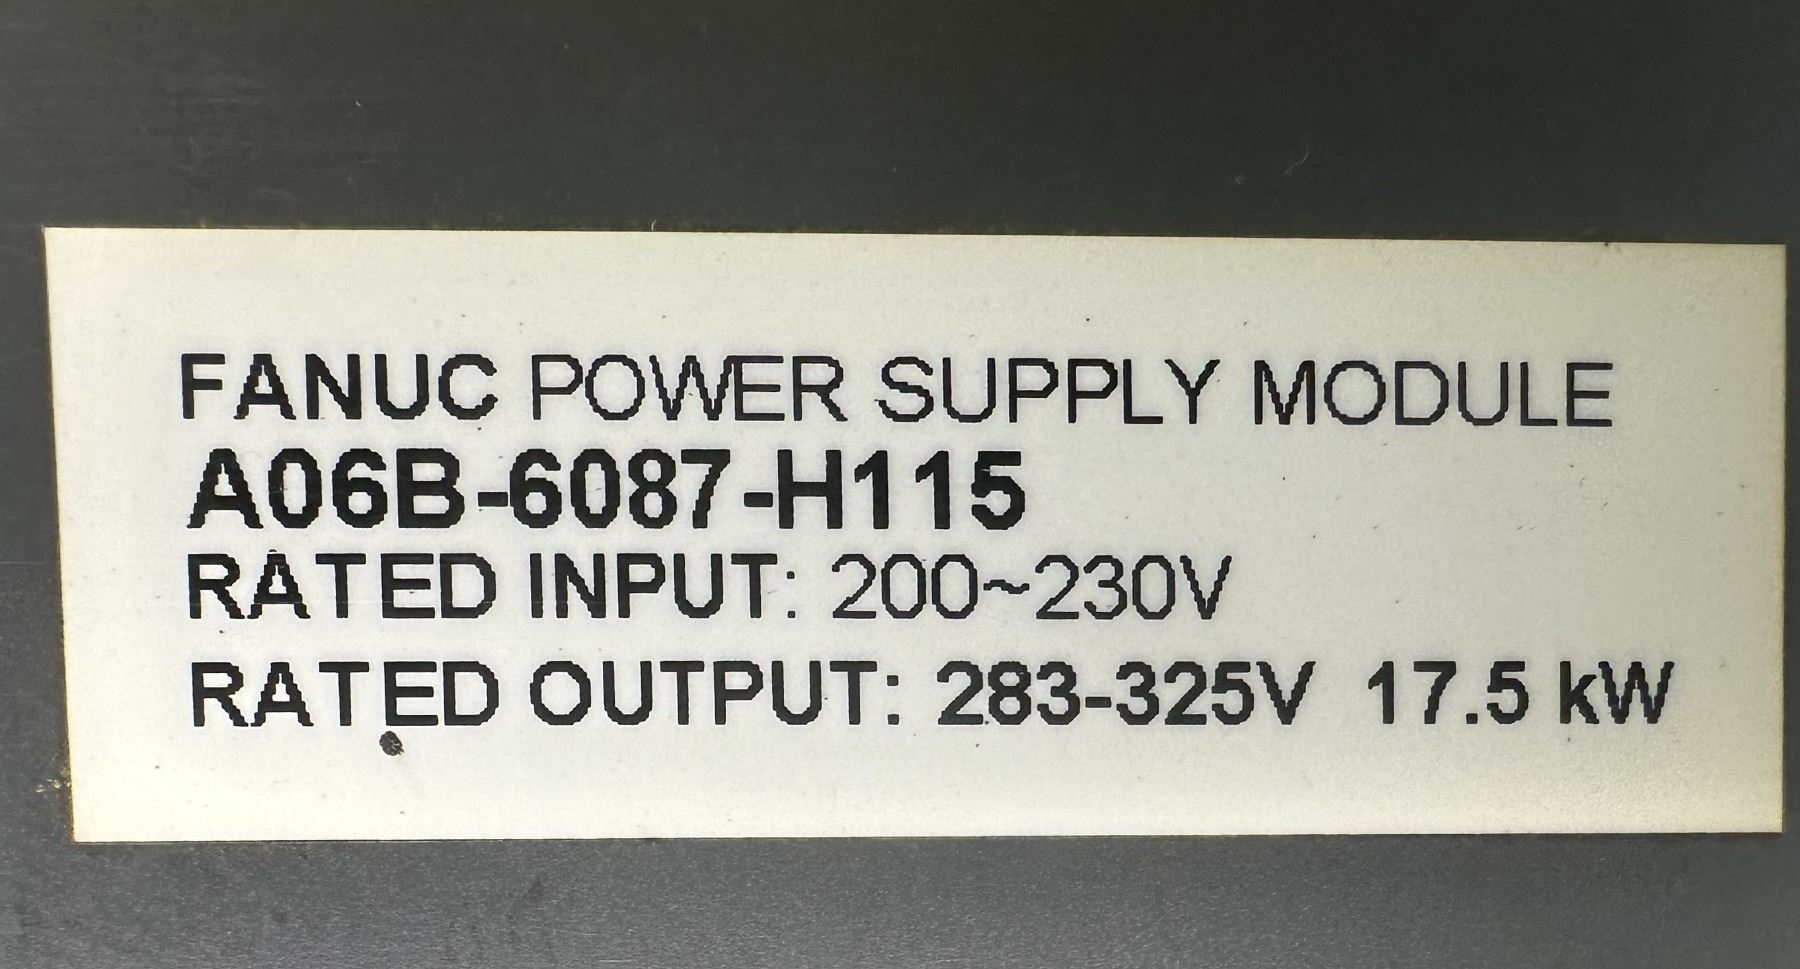 FANUC POWER SUPPLY MODULE
A06B-6087-H115
RATED INPUT: 200~230V
RATED OUTPUT: 283-325V 17.5 kW